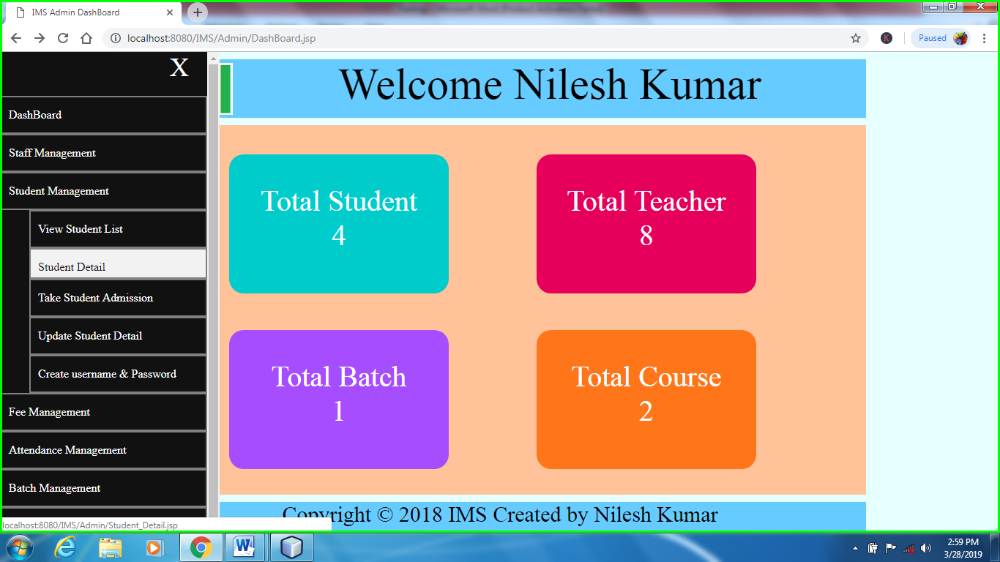 IMS Admin DashBoard
localhost:8080/IMS/Admin/DashBoard.jsp
K
Paused
X
DashBoard
Staff Management
Student Management
View Student List
Student Detail
Take Student Admission
Update Student Detail
Create username & Password
Fee Management
Attendance Management
Batch Management
Welcome Nilesh Kumar
Total Student
4
Total Teacher
8
Total Batch
1
Total Course
2
Copyright © 2018 IMS Created by Nilesh Kumar
localhost:8080/IMS/Admin/Student_Detail.jsp
2:59 PM
3/28/2019